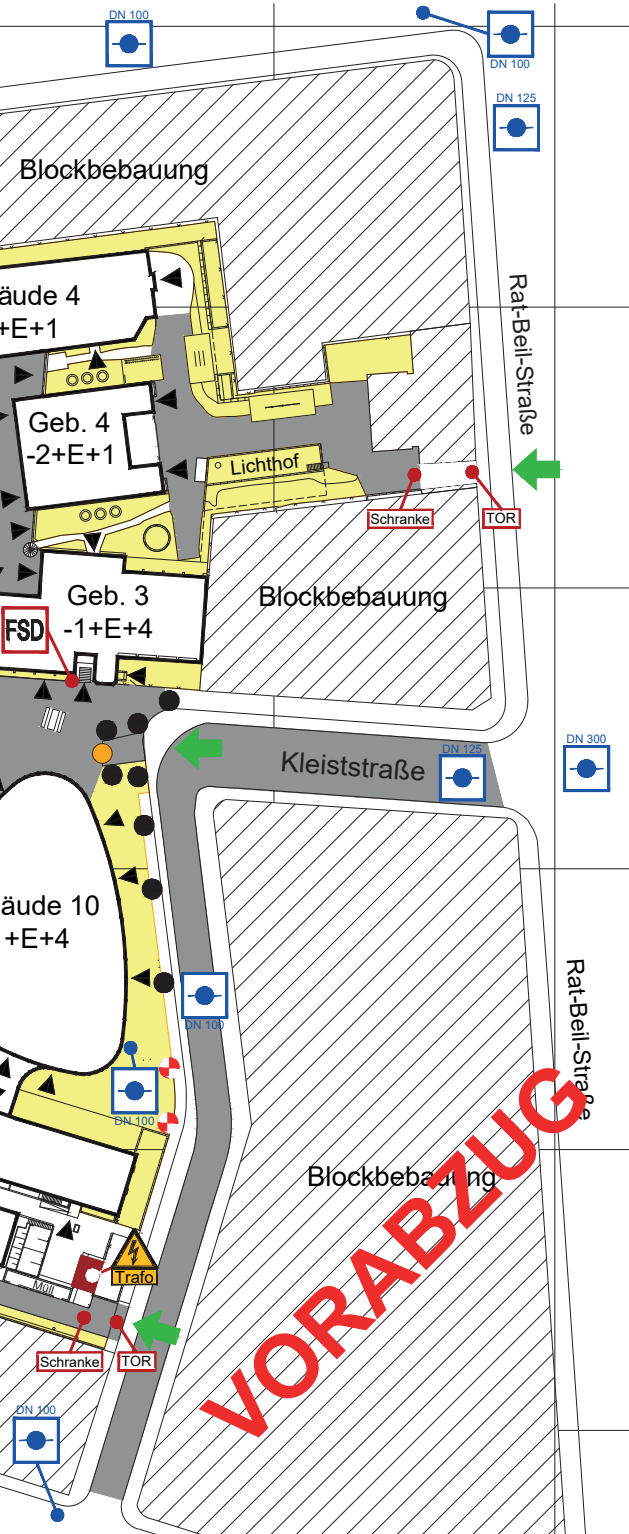 DN 100
DN 100
DN 125
Blockbebauung
Rat-Beil-Straße
äude 4
+E+1
Geb. 4
-2+E+1
Lichthof
Schranke
TOR
Geb. 3
-1+E+4
Blockbebauung
FSD
DN 125
DN 300
Kleiststraße
äude 10
+E+4
DN 100
Rat-Beil-Straße
DN 100
Blockbebauung
VORABZUG
Trafo
Müll
Schranke
TOR
DN 100